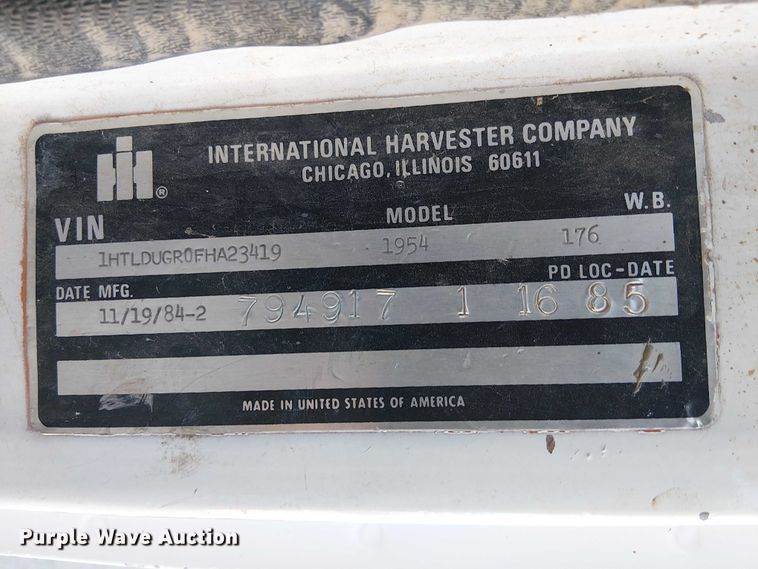 INTERNATIONAL HARVESTER COMPANY
CHICAGO, ILLINOIS 60611
IH®
VIN MODEL W.B.
1HTLDUGR0FHA23419 1954 176
DATE MFG. PD LOC-DATE
11/19/84-2 794917 1 16 85
MADE IN UNITED STATES OF AMERICA
Purple Wave Auction